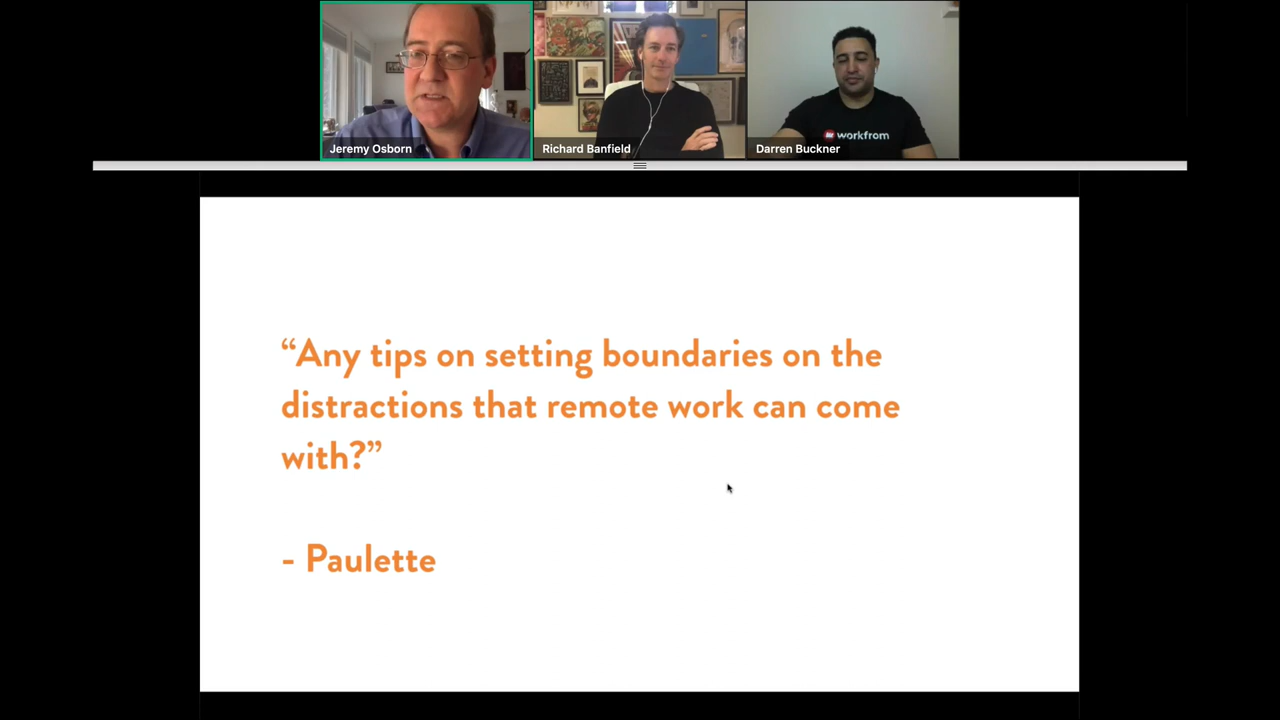 Jeremy Osborn
Richard Banfield
Darren Buckner
workfrom
“Any tips on setting boundaries on the
distractions that remote work can come
with?”
- Paulette